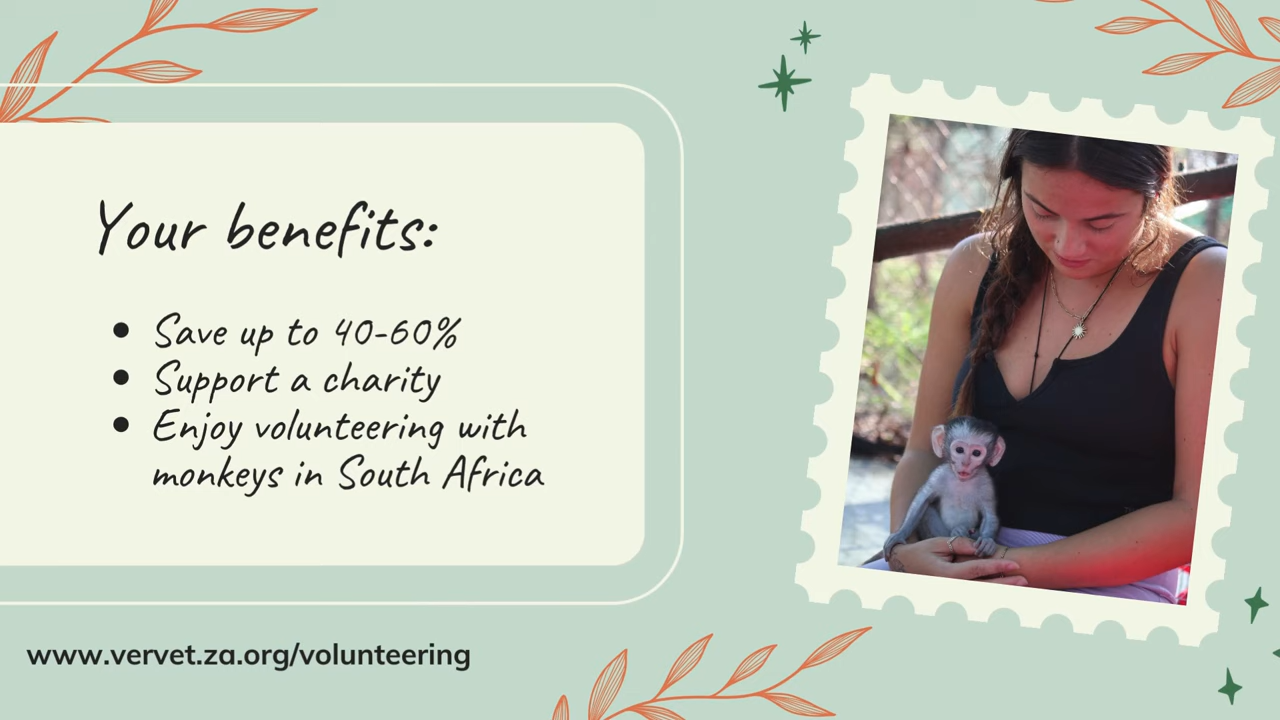 Your benefits:
Save up to 40-60%
Support a charity
Enjoy volunteering with
monkeys in South Africa
www.vervet.za.org/volunteering